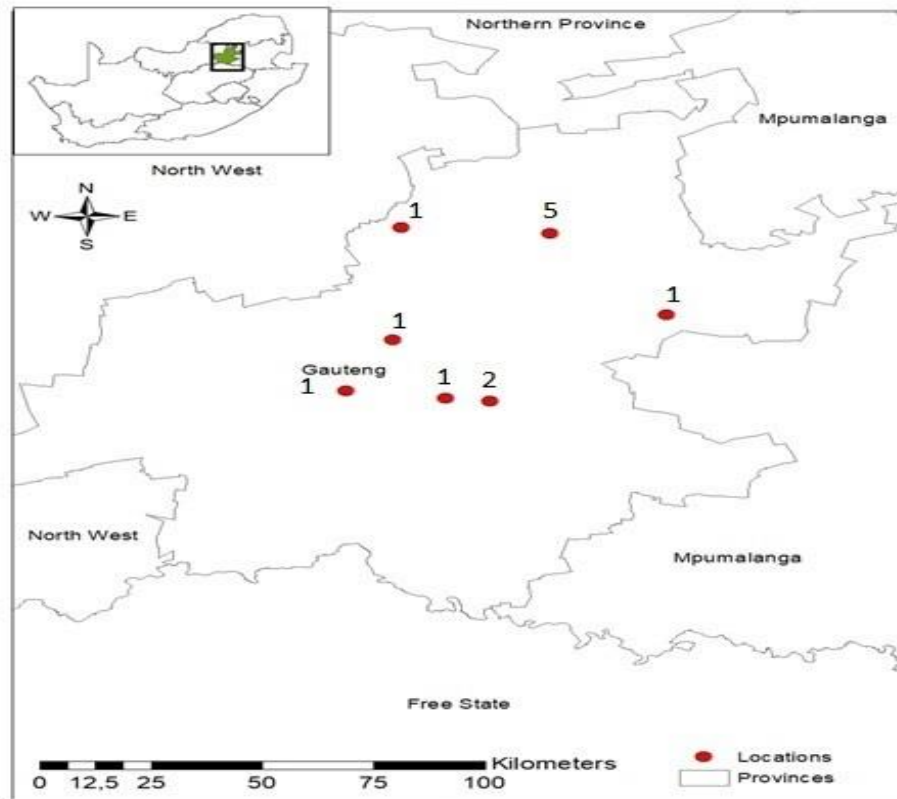 Northern Province
Mpumalanga
North West
N
W E
S
1
5
1
1
Gauteng
1
1
2
North West
Mpumalanga
Free State
Kilometers
0 12,5 25 50 75 100
Locations
Provinces